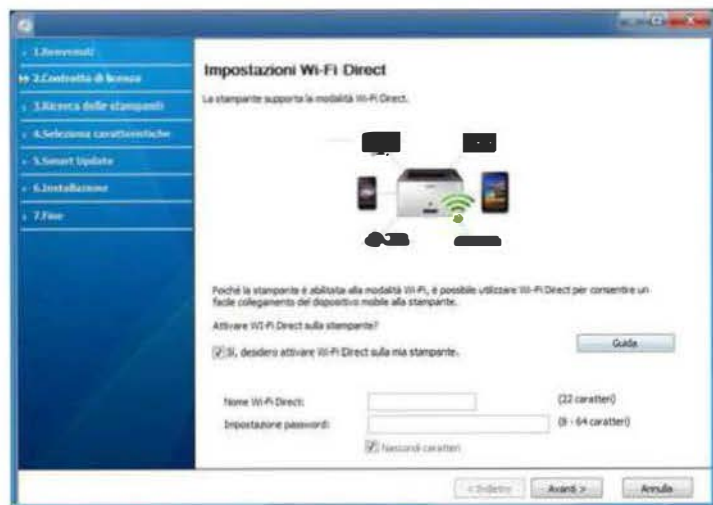 1.Benvenuti
2.Contratto di licenza
3.Ricerca delle stampanti
4.Seleziona caratteristiche
5.Smart Update
6.Installazione
7.Fine
Impostazioni Wi-Fi Direct
La stampante supporta la modalità Wi-Fi Direct.
Poiché la stampante è abilitata alla modalità Wi-Fi, è possibile utilizzare Wi-Fi Direct per consentire un
facile collegamento del dispositivo mobile alla stampante.
Attivare Wi-Fi Direct sulla stampante?
Sì, desidero attivare Wi-Fi Direct sulla mia stampante.
Guida
Nome Wi-Fi Direct: (22 caratteri)
Impostazione password: (8 - 64 caratteri)
Nascondi caratteri
< Indietro Avanti > Annulla